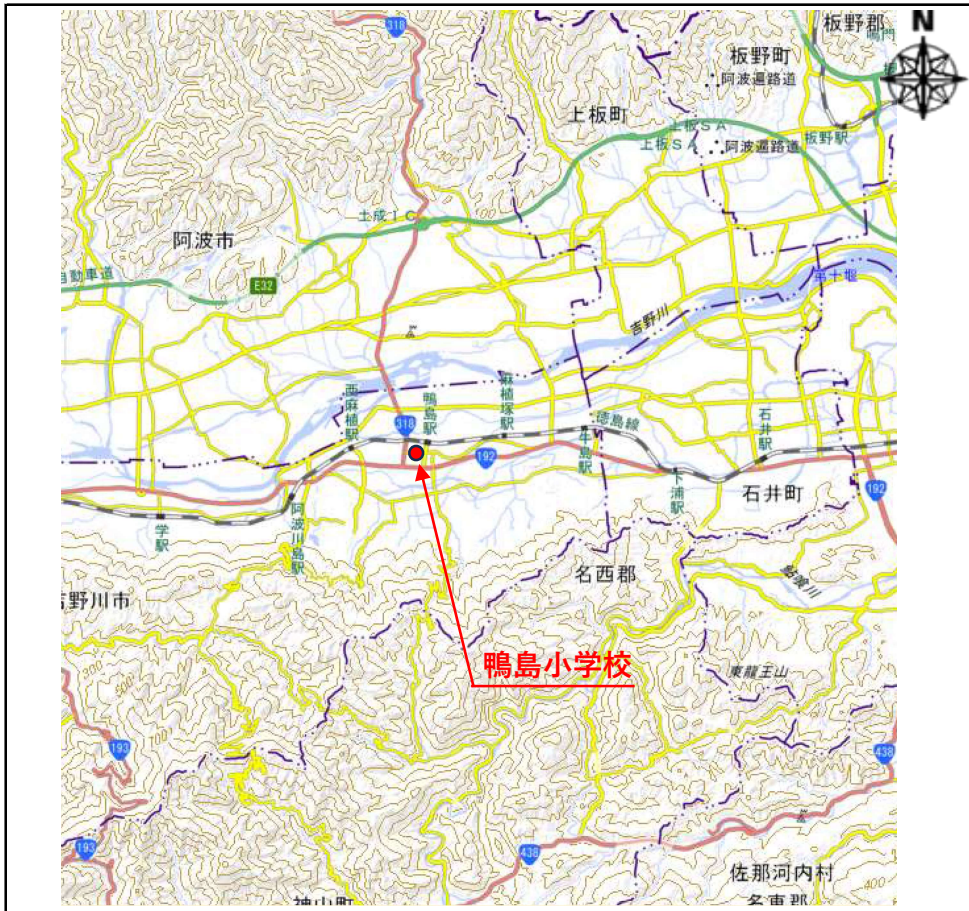 板野郡
N
318
鳴門
板野町
阿波遍路道
上板町
上板SA
上板SA
阿波遍路道
板野駅
土成IC
阿波市
自動車道
E32
第十堰
吉野川
麻植塚駅
鴨島駅
西麻植駅
318
徳島線
石井駅
牛島駅
192
下浦駅
石井町
192
学駅
阿波川島駅
名西郡
鮎喰川
吉野川市
鴨島小学校
東龍王山
193
438
193
438
佐那河内村
400
神山町
名東郡